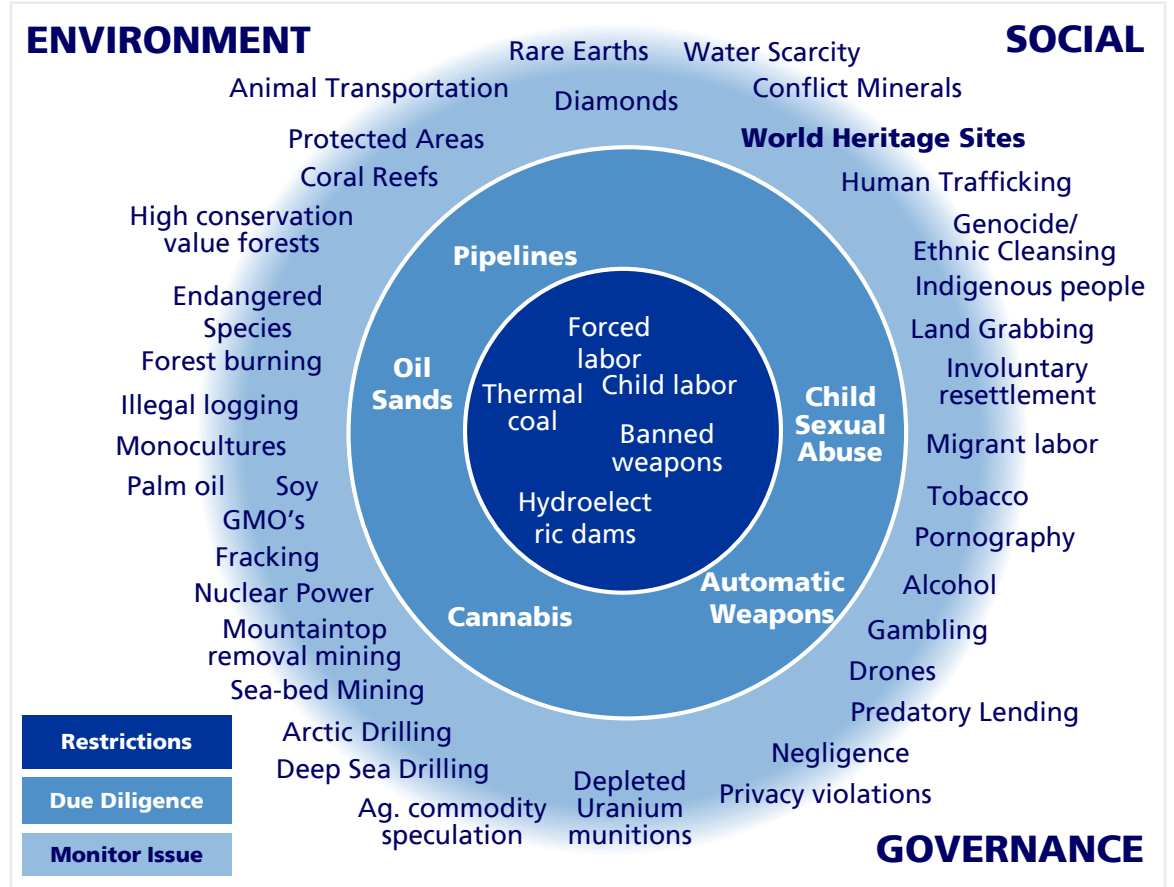 ENVIRONMENT
SOCIAL
Rare Earths
Water Scarcity
Animal Transportation
Diamonds
Conflict Minerals
Protected Areas
World Heritage Sites
Coral Reefs
Human Trafficking
High conservation
value forests
Genocide/
Ethnic Cleansing
Pipelines
Indigenous people
Endangered
Species
Forced
labor
Land Grabbing
Forest burning
Oil
Sands
Thermal
coal
Child labor
Child
Sexual
Abuse
Involuntary
resettlement
Illegal logging
Monocultures
Banned
weapons
Migrant labor
Palm oil
Soy
Tobacco
GMO's
Hydroelect
ric dams
Pornography
Fracking
Nuclear Power
Cannabis
Automatic
Weapons
Alcohol
Mountaintop
removal mining
Gambling
Sea-bed Mining
Drones
Arctic Drilling
Predatory Lending
Deep Sea Drilling
Negligence
Ag. commodity
speculation
Depleted
Uranium
munitions
Privacy violations
Restrictions
Due Diligence
Monitor Issue
GOVERNANCE